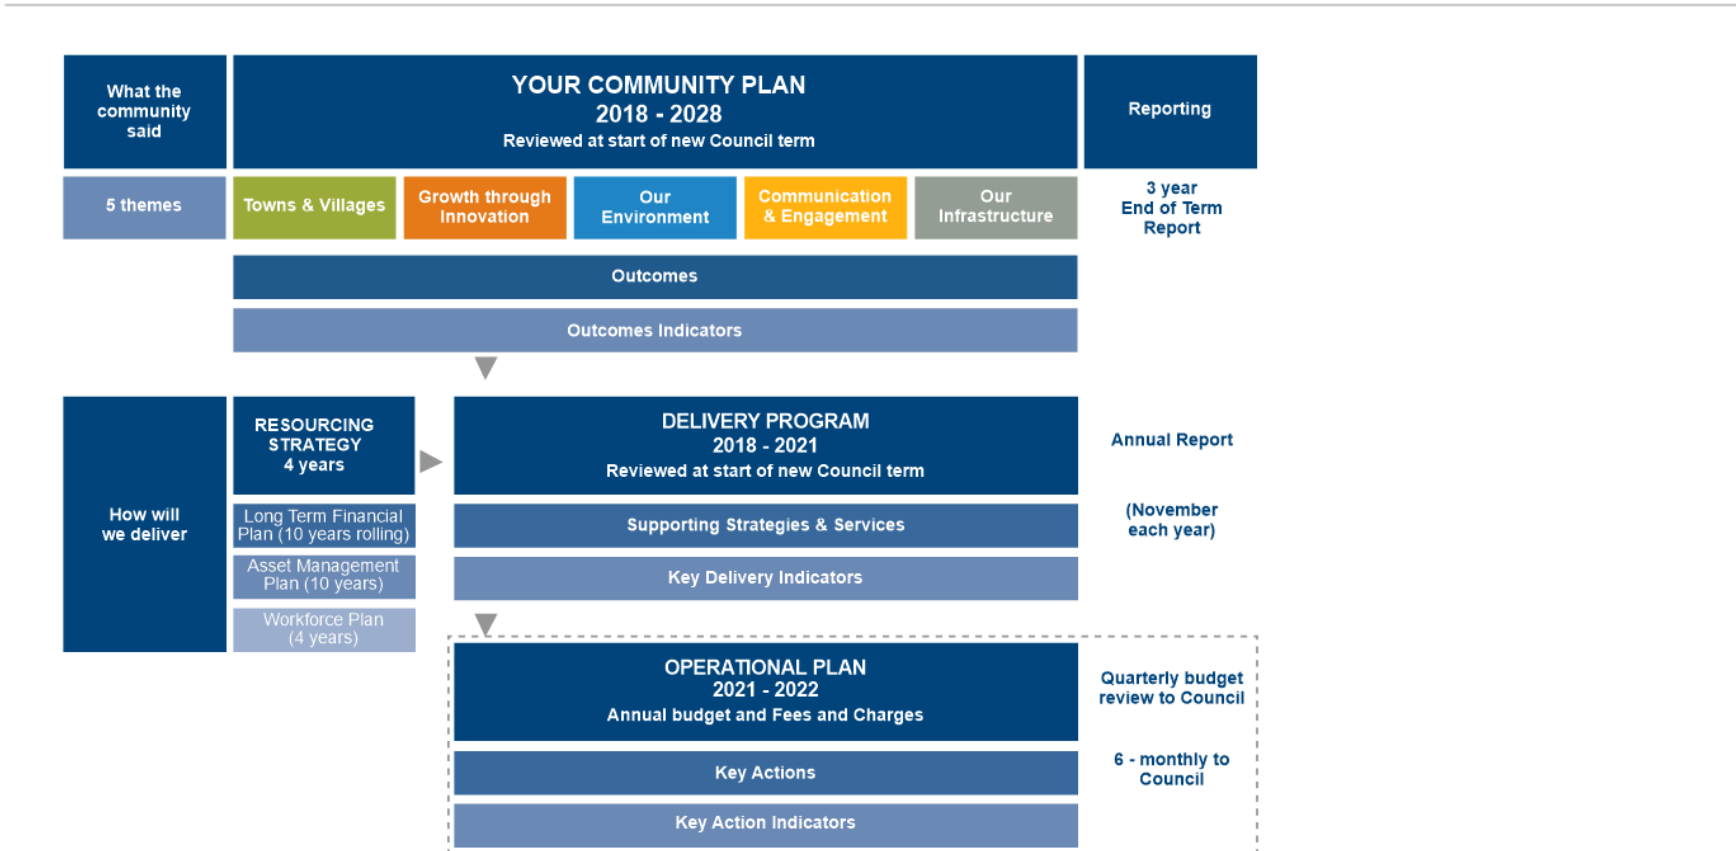 What the
community
said
YOUR COMMUNITY PLAN
2018 - 2028
Reviewed at start of new Council term
Reporting
5 themes
Towns & Villages
Growth through
Innovation
Our
Environment
Communication
& Engagement
Our
Infrastructure
3 year
End of Term
Report
Outcomes
Outcomes Indicators
How will
we deliver
RESOURCING
STRATEGY
4 years
Long Term Financial
Plan (10 years rolling)
Asset Management
Plan (10 years)
Workforce Plan
(4 years)
DELIVERY PROGRAM
2018 - 2021
Reviewed at start of new Council term
Supporting Strategies & Services
Key Delivery Indicators
Annual Report
(November
each year)
OPERATIONAL PLAN
2021 - 2022
Annual budget and Fees and Charges
Key Actions
Key Action Indicators
Quarterly budget
review to Council
6 - monthly to
Council